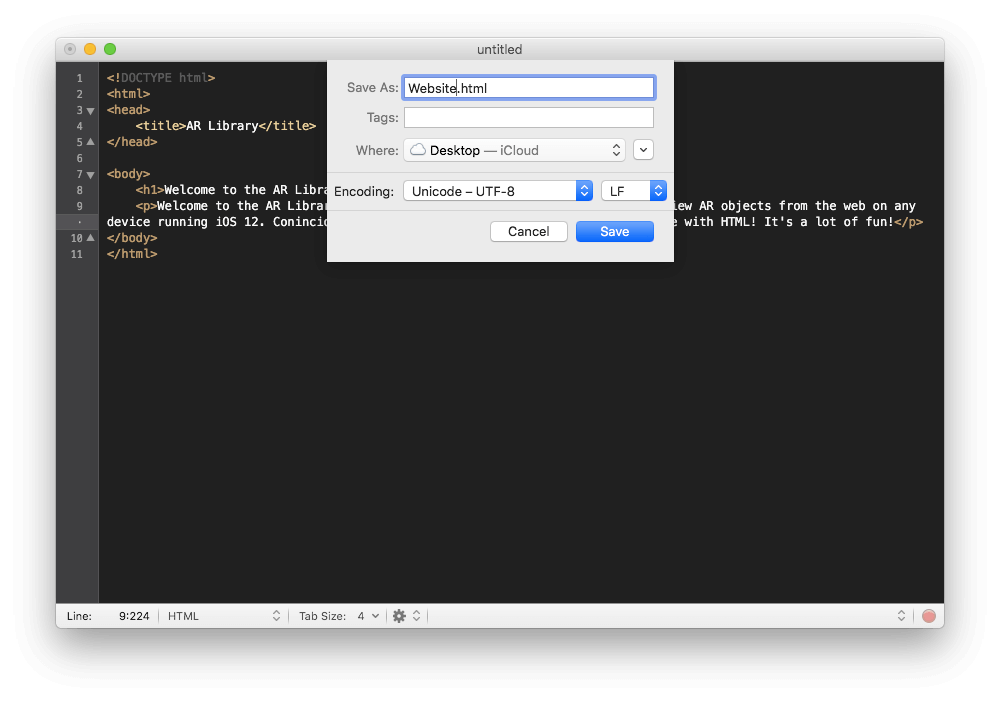 untitled
Save As: Website.html
Tags:
Where: Desktop — iCloud
Encoding: Unicode – UTF-8 LF
Cancel Save
1 <!DOCTYPE html>
2 <html>
3 <head>
4 <title>AR Library</title>
5 </head>
6
7 <body>
8 <h1>Welcome to the AR Libra
9 <p>Welcome to the AR Librar iew AR objects from the web on any
· device running iOS 12. Coninci e with HTML! It's a lot of fun!</p>
10 </body>
11 </html>
Line: 9:224 HTML Tab Size: 4